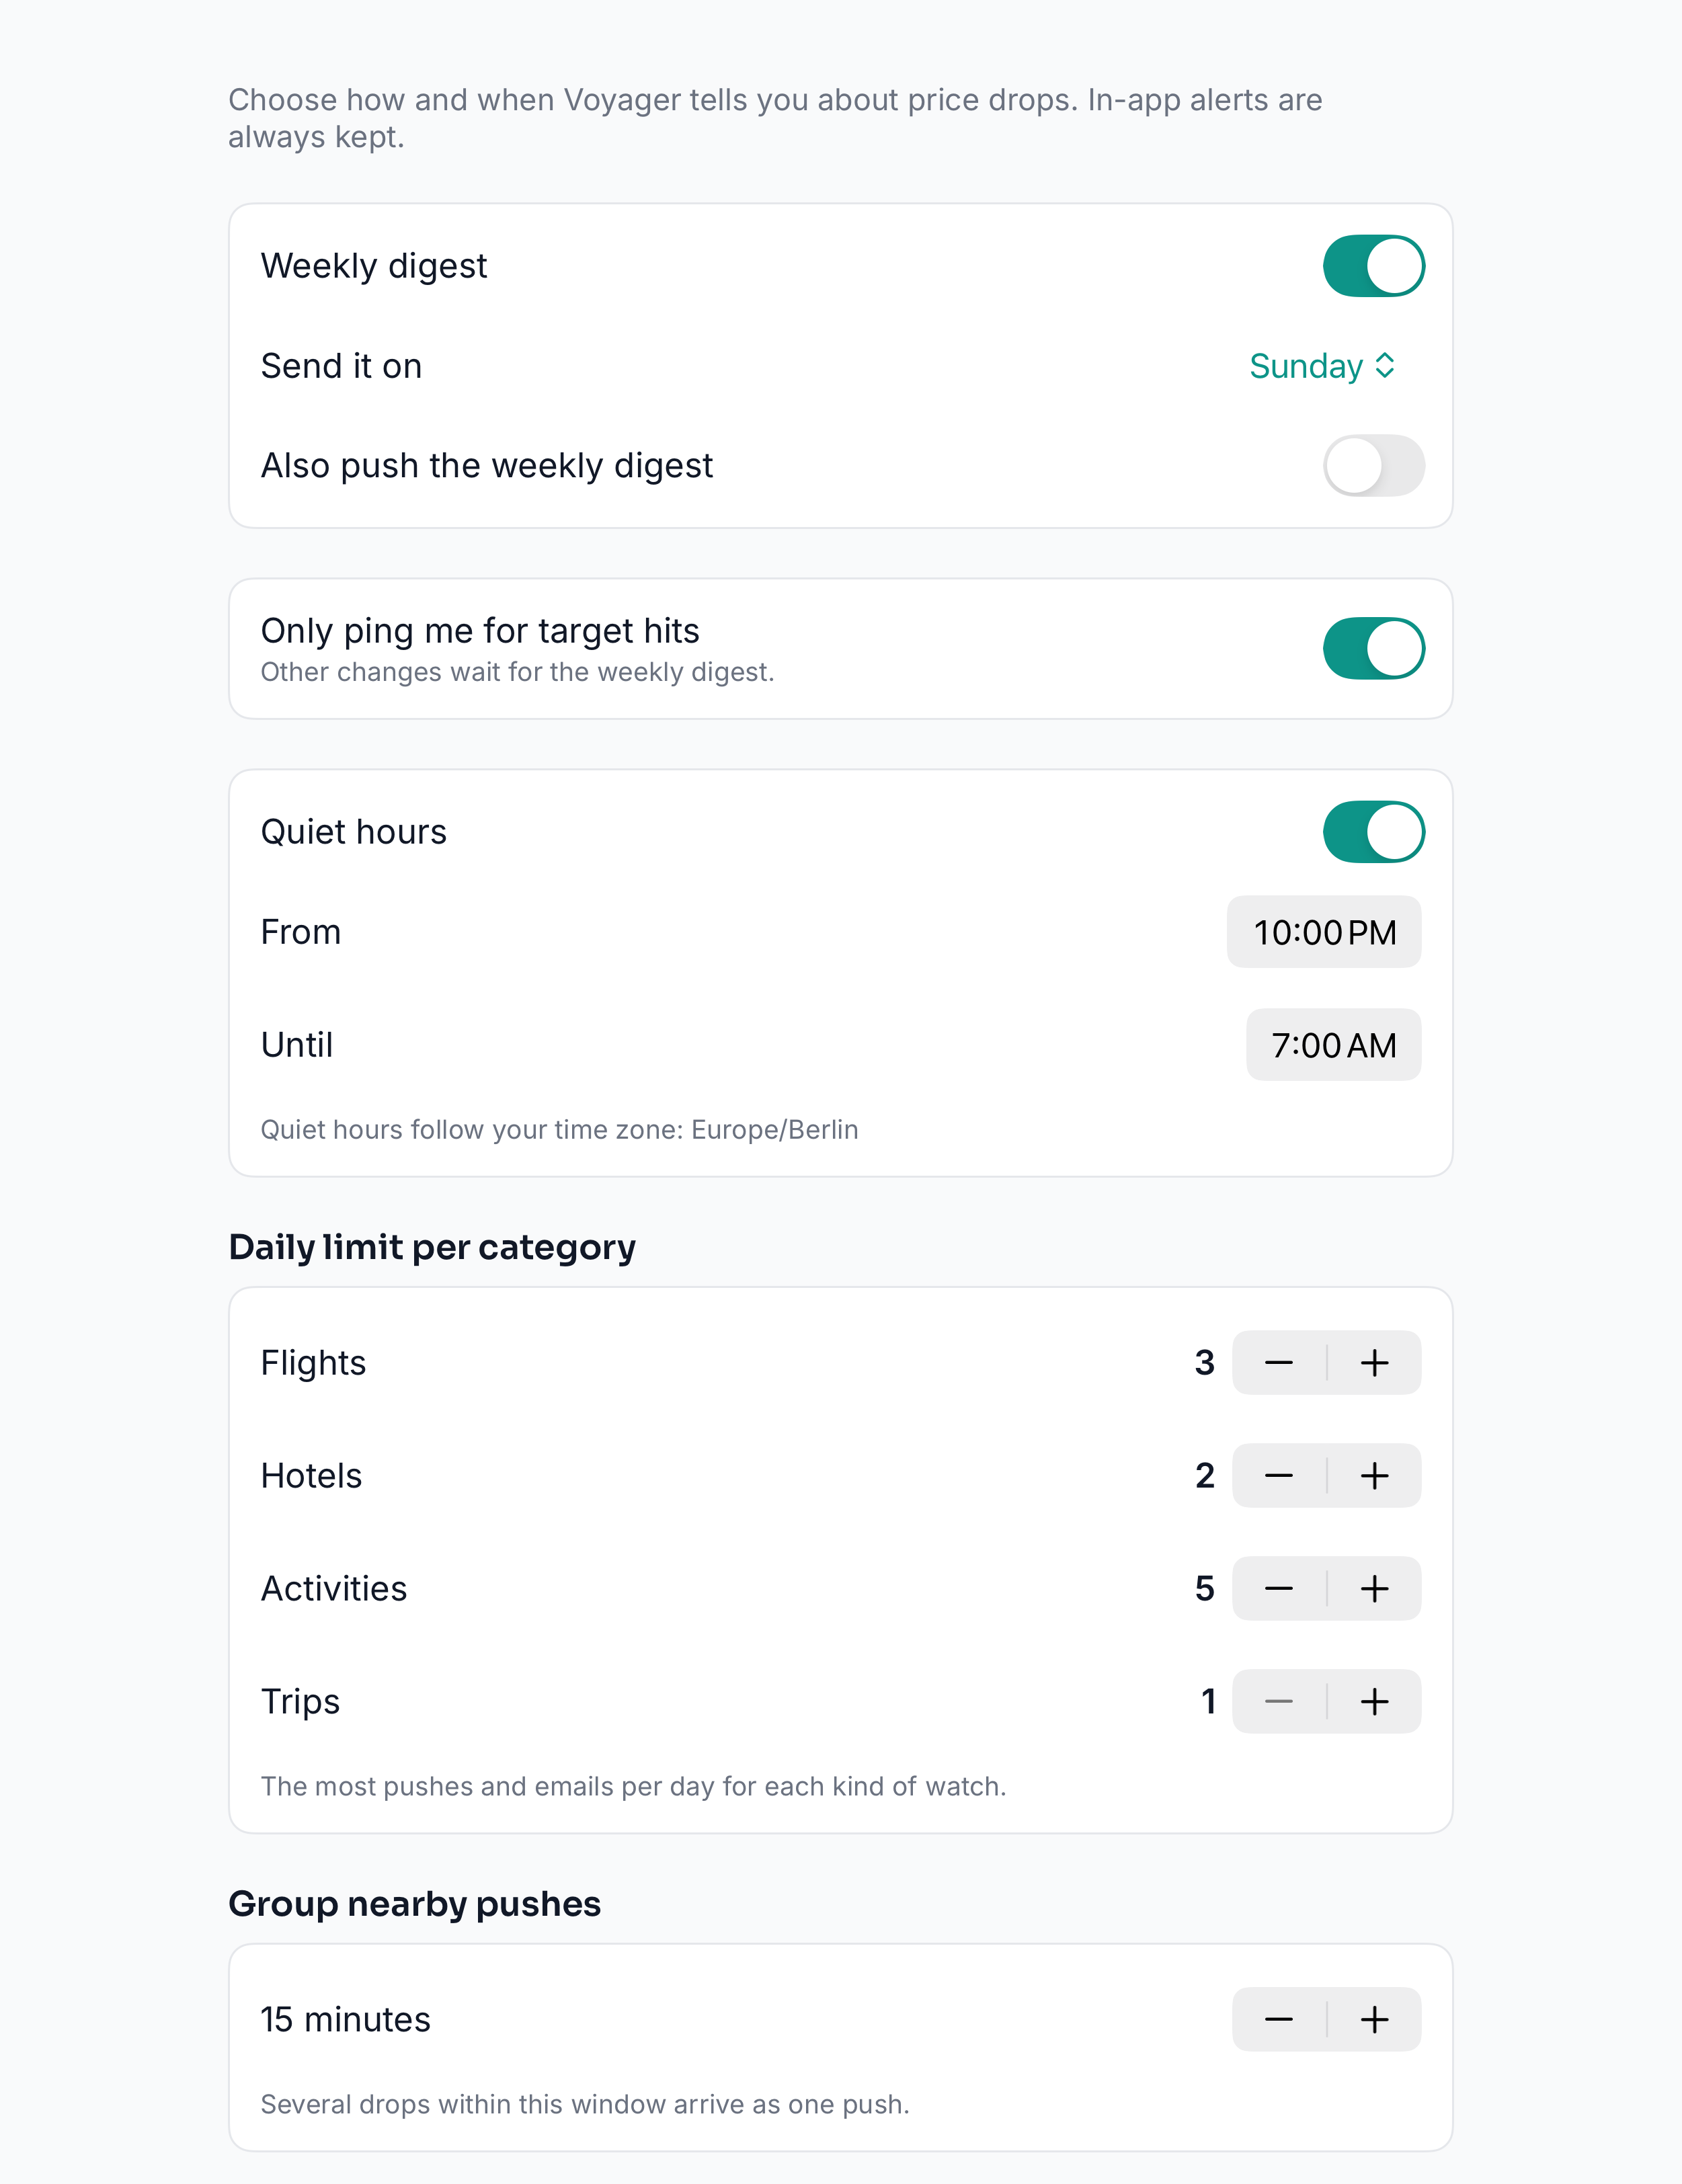 Choose how and when Voyager tells you about price drops. In-app alerts are
always kept.
Weekly digest
Send it on
Sunday
Also push the weekly digest
Only ping me for target hits
Other changes wait for the weekly digest.
Quiet hours
From
10:00 PM
Until
7:00 AM
Quiet hours follow your time zone: Europe/Berlin
Daily limit per category
Flights
3
Hotels
2
Activities
5
Trips
1
The most pushes and emails per day for each kind of watch.
Group nearby pushes
15 minutes
Several drops within this window arrive as one push.